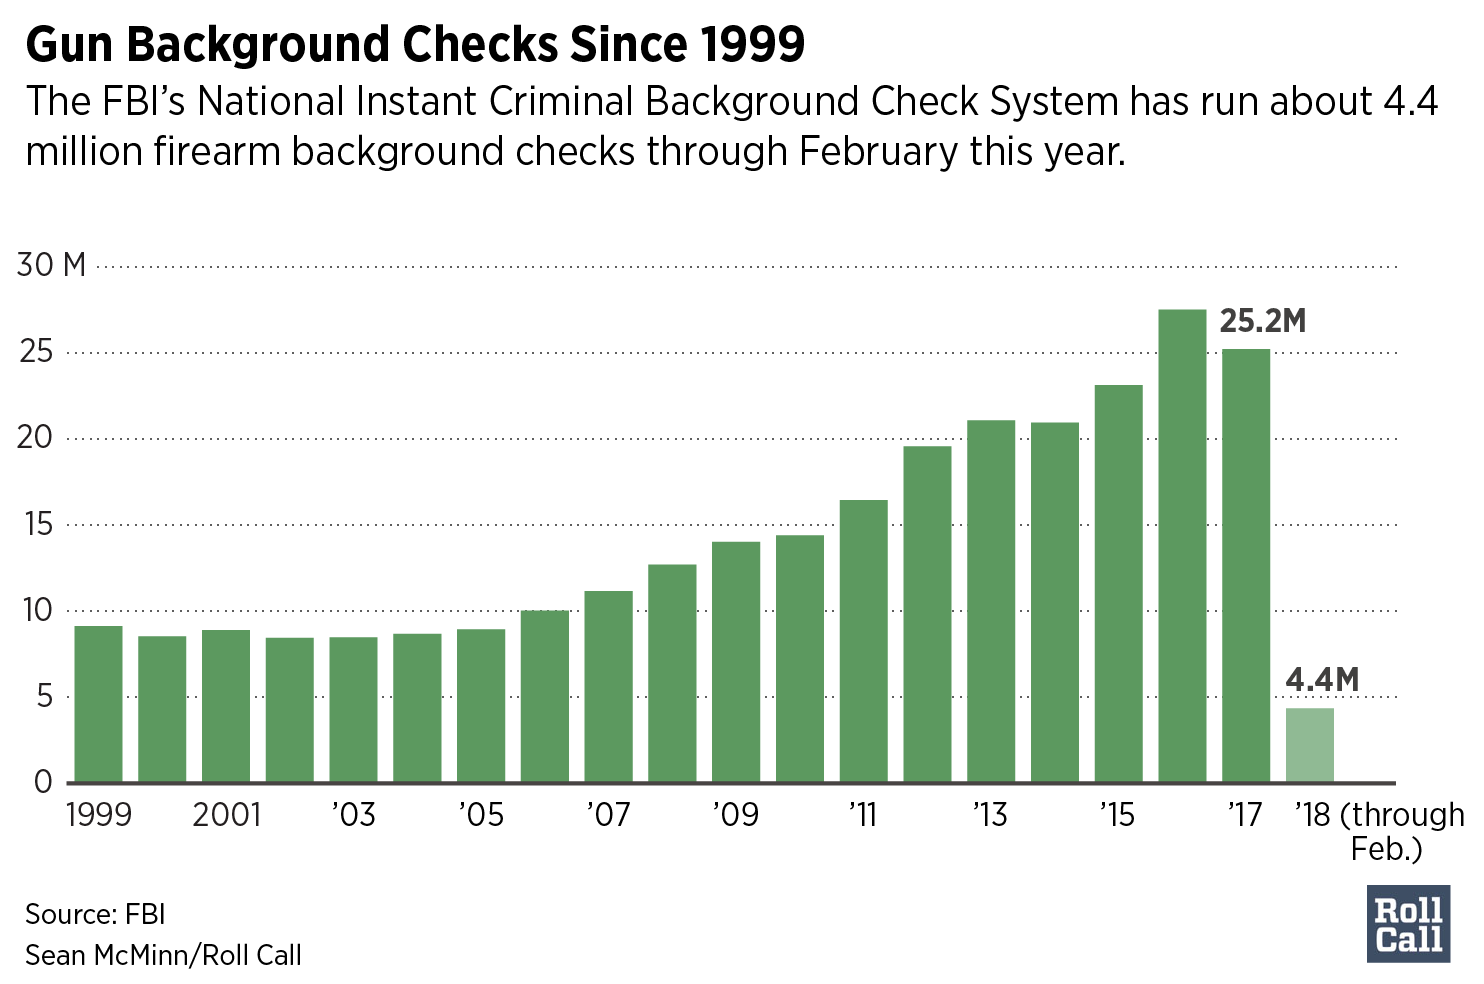 Gun Background Checks Since 1999
The FBI’s National Instant Criminal Background Check System has run about 4.4
million firearm background checks through February this year.
30 M
25
20
15
10
5
0
25.2M
4.4M
1999
2001
’03
’05
’07
’09
’11
’13
’15
’17
’18 (through
Feb.)
Source: FBI
Sean McMinn/Roll Call
Roll
Call